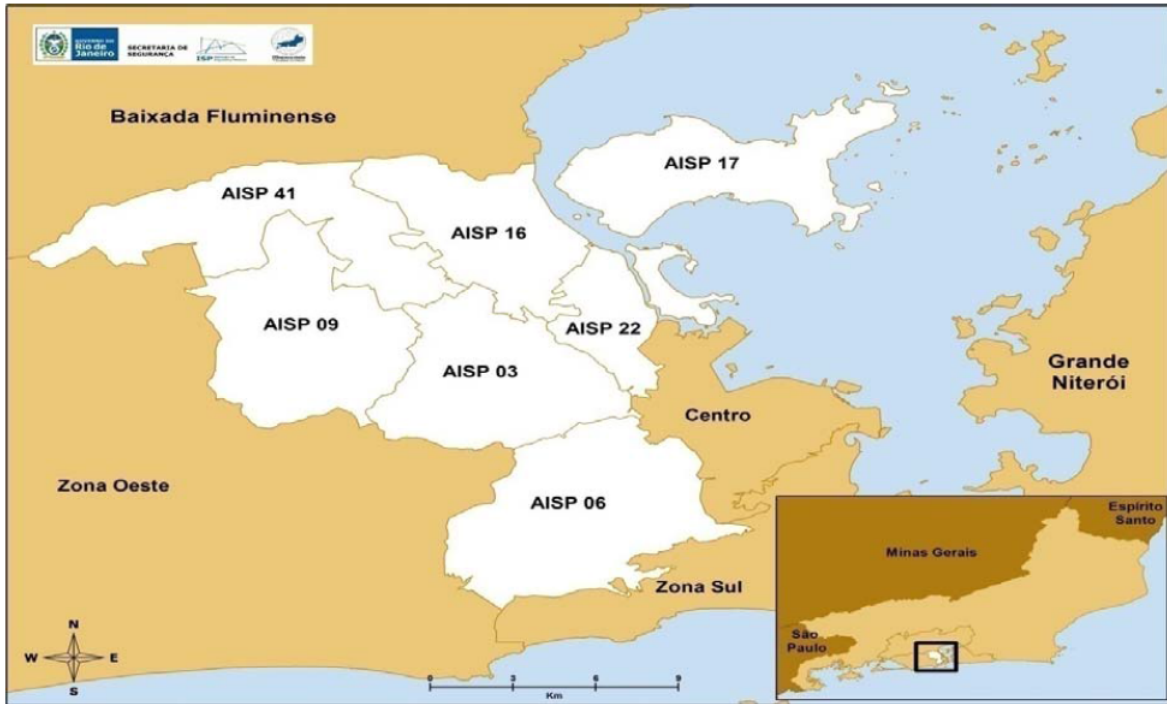 GOVERNO DO
Rio de
Janeiro
SECRETARIA DE
SEGURANÇA
ISP
Baixada Fluminense
AISP 17
AISP 41
AISP 16
AISP 09
AISP 22
AISP 03
Grande
Niterói
Centro
Zona Oeste
AISP 06
Zona Sul
Espírito
Santo
Minas Gerais
São
Paulo
N
W
E
S
0
3
6
9
Km